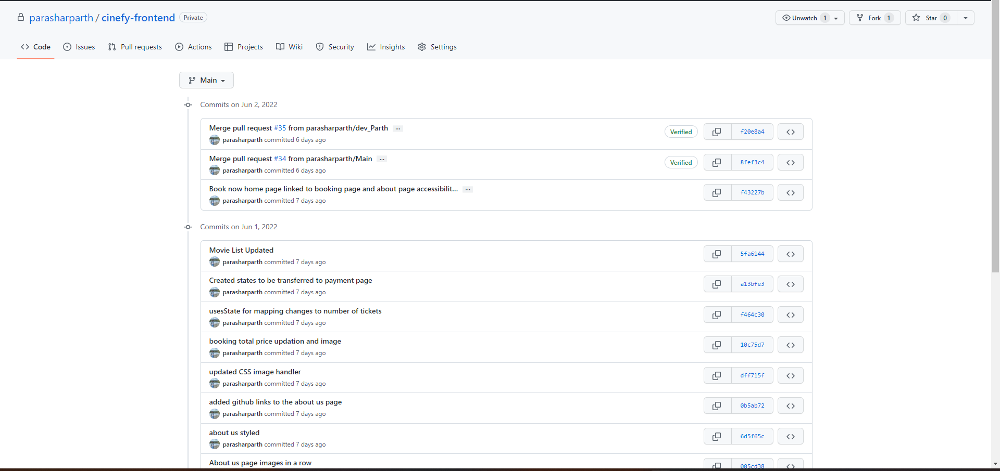 parasharparth / cinefy-frontend Private
Unwatch 1 Fork 1 Star 0
Code Issues Pull requests Actions Projects Wiki Security Insights Settings
Main
Commits on Jun 2, 2022
Merge pull request #35 from parasharparth/dev_Parth ...
parasharparth committed 6 days ago
Verified f20e8a4
Merge pull request #34 from parasharparth/Main ...
parasharparth committed 6 days ago
Verified 8fef3c4
Book now home page linked to booking page and about page accessibilit... ...
parasharparth committed 7 days ago
f43227b
Commits on Jun 1, 2022
Movie List Updated
parasharparth committed 7 days ago
5fa6144
Created states to be transferred to payment page
parasharparth committed 7 days ago
a13bfe3
usesState for mapping changes to number of tickets
parasharparth committed 7 days ago
f464c30
booking total price updation and image
parasharparth committed 7 days ago
10c75d7
updated CSS image handler
parasharparth committed 7 days ago
dff715f
added github links to the about us page
parasharparth committed 7 days ago
0b5ab72
about us styled
parasharparth committed 7 days ago
6d5f65c
About us page images in a row
005cd38